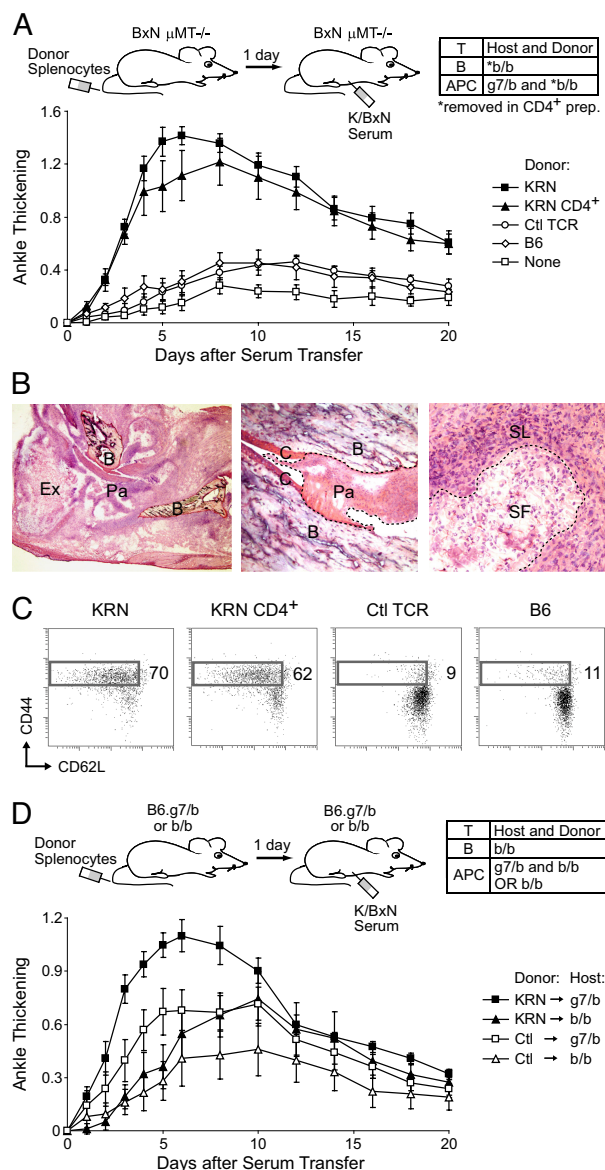 A
BxN μMT-/-
BxN μMT-/-
Donor
Splenocytes
1 day
K/BxN
Serum
T Host and Donor
B *b/b
APC g7/b and *b/b
*removed in CD4+ prep.
Ankle Thickening
1.6
1.2
0.8
0.4
0
0 5 10 15 20
Days after Serum Transfer
Donor:
KRN
KRN CD4+
Ctl TCR
B6
None
B
Ex
B
Pa
B
B
C
C
Pa
B
SL
SF
C
KRN
KRN CD4+
Ctl TCR
B6
70
62
9
11
CD44
CD62L
D
B6.g7/b
or b/b
B6.g7/b
or b/b
Donor
Splenocytes
1 day
K/BxN
Serum
T Host and Donor
B b/b
APC g7/b and b/b
OR b/b
Ankle Thickening
1.2
0.9
0.6
0.3
0
0 5 10 15 20
Days after Serum Transfer
Donor: Host:
KRN → g7/b
KRN → b/b
Ctl → g7/b
Ctl → b/b